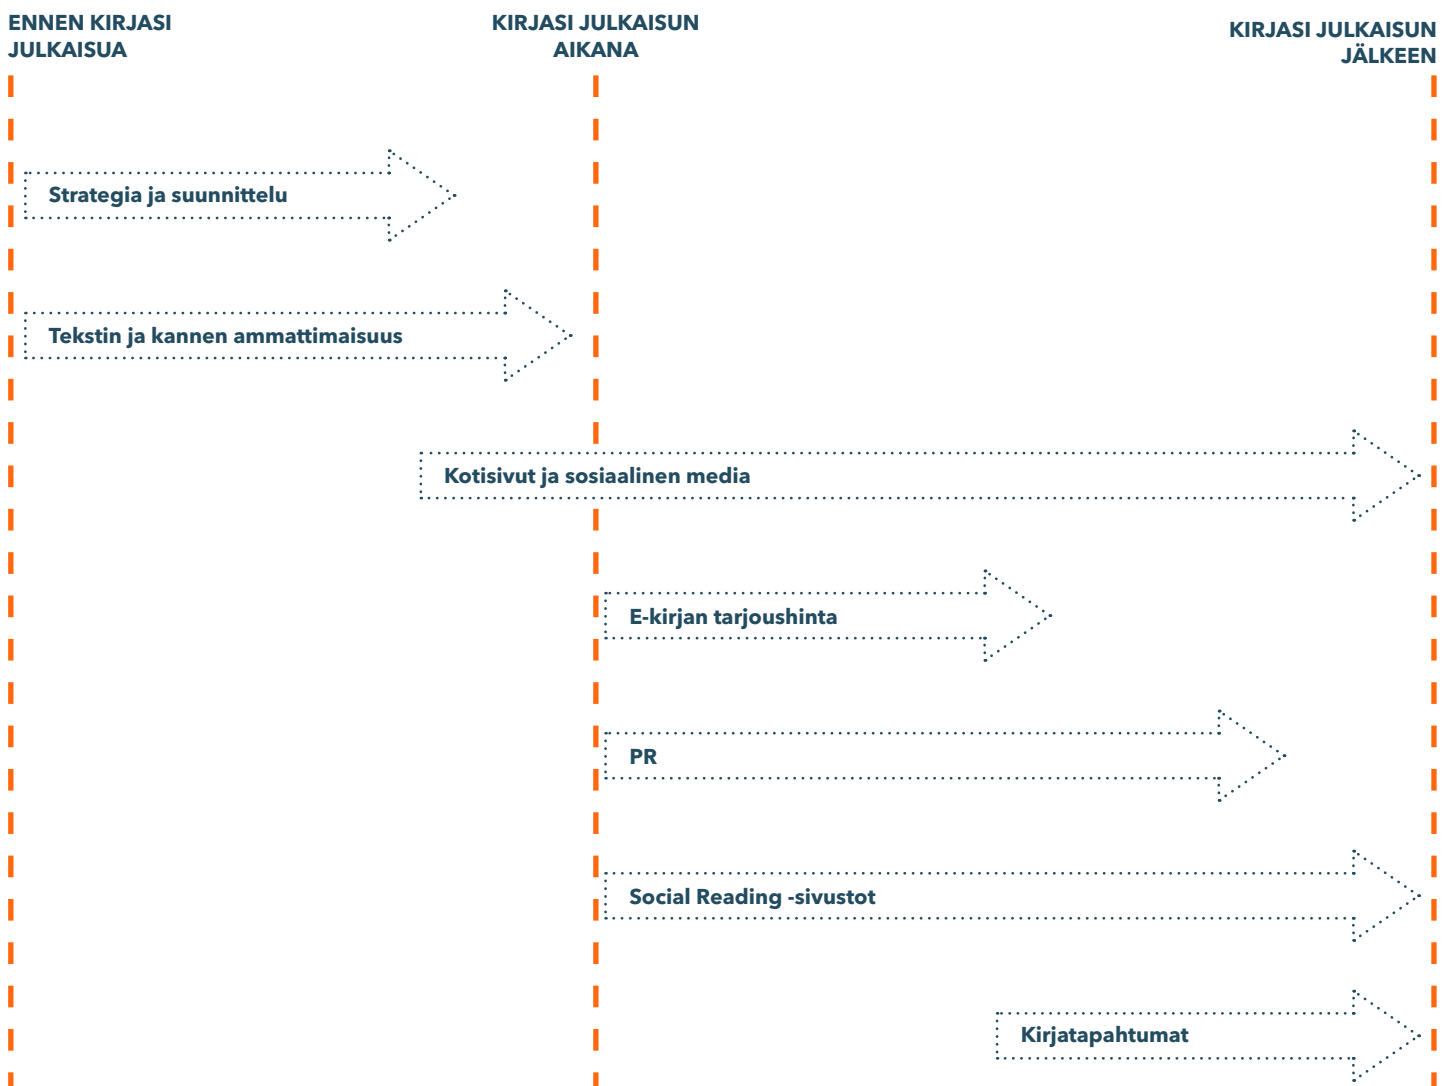 ENNEN KIRJASI
JULKAISUA
KIRJASI JULKAISUN
AIKANA
KIRJASI JULKAISUN
JÄLKEEN
Strategia ja suunnittelu
Tekstin ja kannen ammattimaisuus
Kotisivut ja sosiaalinen media
E-kirjan tarjoushinta
PR
Social Reading -sivustot
Kirjatapahtumat